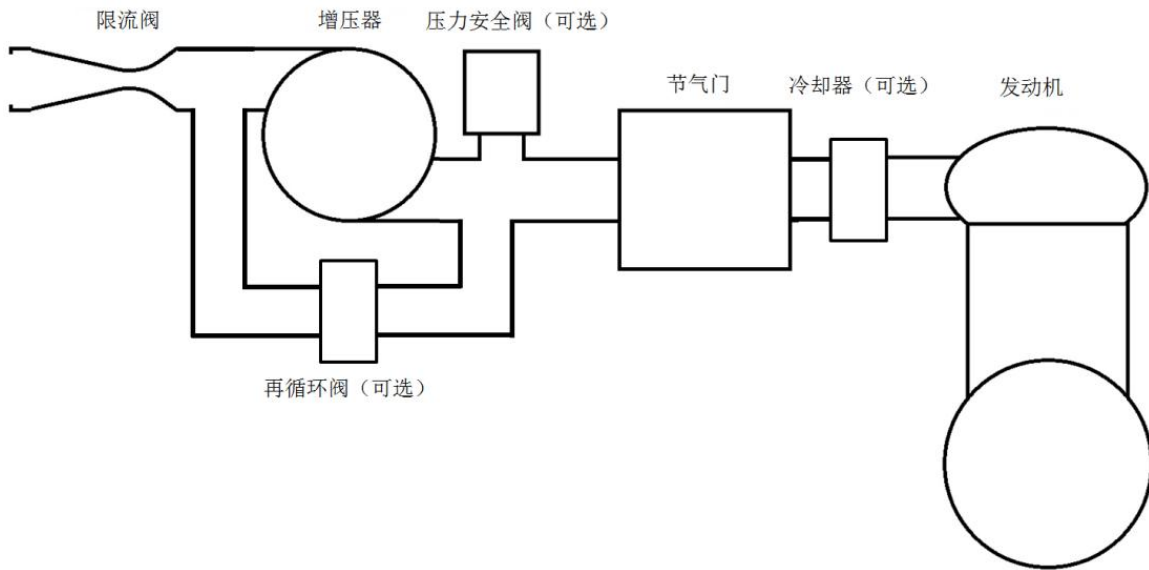 限流阀
增压器
压力安全阀（可选）
节气门
冷却器（可选）
发动机
再循环阀（可选）